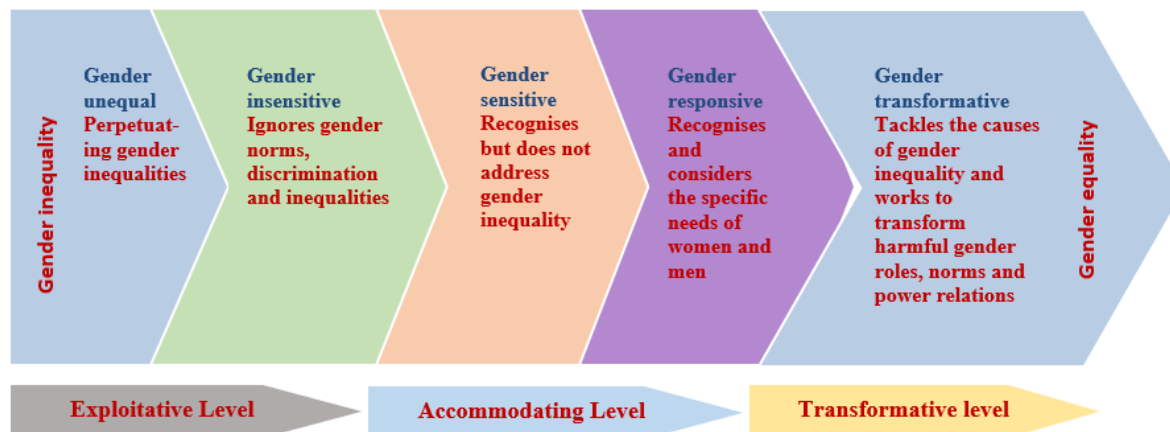 Gender inequality
Gender
unequal
Perpetuat-
ing gender
inequalities
Gender
insensitive
Ignores gender
norms,
discrimination
and inequalities
Gender
sensitive
Recognises
but does not
address
gender
inequality
Gender
responsive
Recognises
and
considers
the specific
needs of
women and
men
Gender
transformative
Tackles the causes
of gender
inequality and
works to
transform
harmful gender
roles, norms and
power relations
Gender equality
Exploitative Level
Accommodating Level
Transformative level